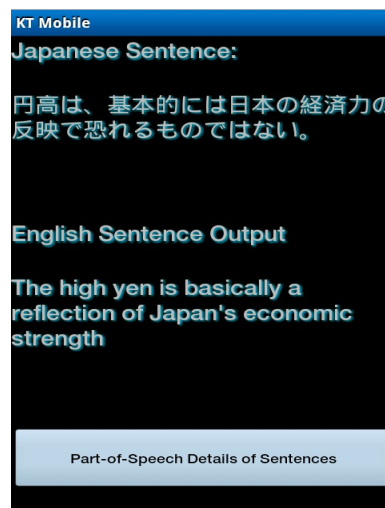 KT Mobile
Japanese Sentence:
円高は、基本的には日本の経済力の
反映で恐れるものではない。
English Sentence Output
The high yen is basically a
reflection of Japan's economic
strength
Part-of-Speech Details of Sentences